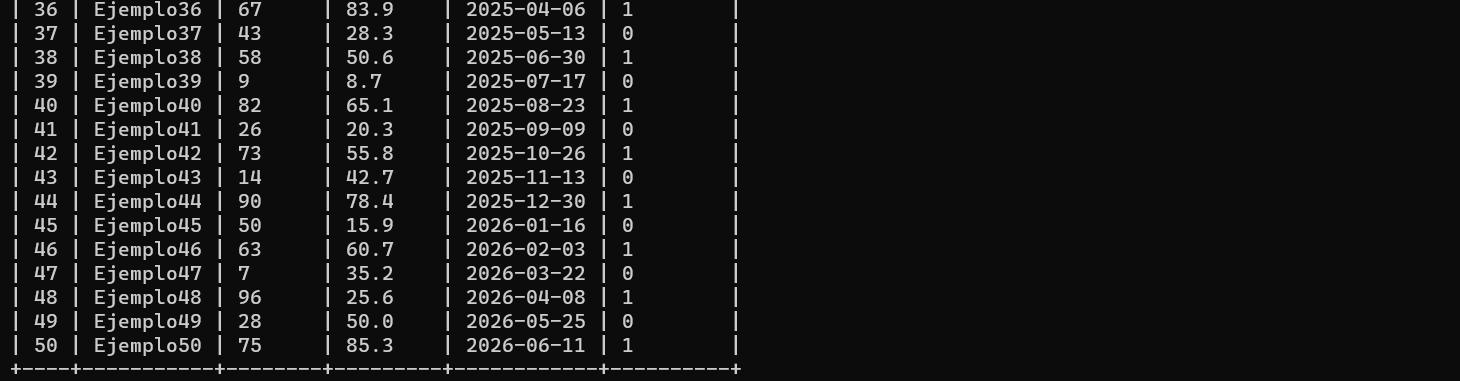 | 36 | Ejemplo36 | 67     | 83.9    | 2025-04-06 | 1        |
| 37 | Ejemplo37 | 43     | 28.3    | 2025-05-13 | 0        |
| 38 | Ejemplo38 | 58     | 50.6    | 2025-06-30 | 1        |
| 39 | Ejemplo39 | 9      | 8.7     | 2025-07-17 | 0        |
| 40 | Ejemplo40 | 82     | 65.1    | 2025-08-23 | 1        |
| 41 | Ejemplo41 | 26     | 20.3    | 2025-09-09 | 0        |
| 42 | Ejemplo42 | 73     | 55.8    | 2025-10-26 | 1        |
| 43 | Ejemplo43 | 14     | 42.7    | 2025-11-13 | 0        |
| 44 | Ejemplo44 | 90     | 78.4    | 2025-12-30 | 1        |
| 45 | Ejemplo45 | 50     | 15.9    | 2026-01-16 | 0        |
| 46 | Ejemplo46 | 63     | 60.7    | 2026-02-03 | 1        |
| 47 | Ejemplo47 | 7      | 35.2    | 2026-03-22 | 0        |
| 48 | Ejemplo48 | 96     | 25.6    | 2026-04-08 | 1        |
| 49 | Ejemplo49 | 28     | 50.0    | 2026-05-25 | 0        |
| 50 | Ejemplo50 | 75     | 85.3    | 2026-06-11 | 1        |
+----+-----------+--------+---------+------------+----------+